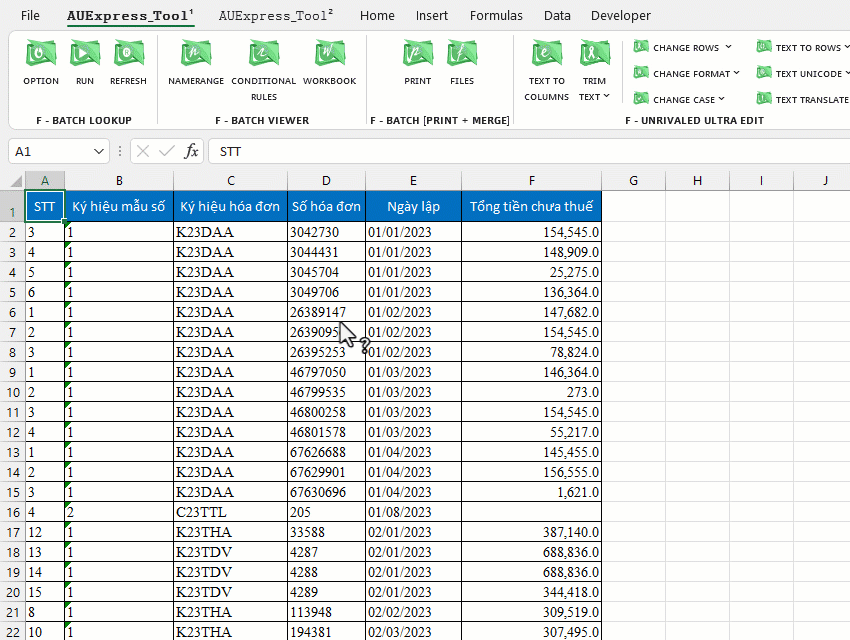 File AUExpress_Tool¹ AUExpress_Tool² Home Insert Formulas Data Developer
OPTION RUN REFRESH NAMERANGE CONDITIONAL RULES WORKBOOK PRINT FILES TEXT TO COLUMNS TRIM TEXT
CHANGE ROWS TEXT TO ROWS
CHANGE FORMAT TEXT UNICODE
CHANGE CASE TEXT TRANSLATE
F - BATCH LOOKUP F - BATCH VIEWER F - BATCH [PRINT + MERGE] F - UNRIVALED ULTRA EDIT
A1 fx STT
A B C D E F G H I J
1 STT Ký hiệu mẫu số Ký hiệu hóa đơn Số hóa đơn Ngày lập Tổng tiền chưa thuế
2 3 1 K23DAA 3042730 01/01/2023 154,545.0
3 4 1 K23DAA 3044431 01/01/2023 148,909.0
4 5 1 K23DAA 3045704 01/01/2023 25,275.0
5 6 1 K23DAA 3049706 01/01/2023 136,364.0
6 1 1 K23DAA 26389147 01/02/2023 147,682.0
7 2 1 K23DAA 01/02/2023 154,545.0
8 3 1 K23DAA 26395253 01/02/2023 78,824.0
9 1 1 K23DAA 46797050 01/03/2023 146,364.0
10 2 1 K23DAA 46799535 01/03/2023 273.0
11 3 1 K23DAA 46800258 01/03/2023 154,545.0
12 4 1 K23DAA 46801578 01/03/2023 55,217.0
13 1 1 K23DAA 67626688 01/04/2023 145,455.0
14 2 1 K23DAA 67629901 01/04/2023 156,555.0
15 3 1 K23DAA 67630696 01/04/2023 1,621.0
16 4 2 C23TTL 205 01/08/2023
17 12 1 K23THA 33588 02/01/2023 387,140.0
18 13 1 K23TDV 4287 02/01/2023 688,836.0
19 14 1 K23TDV 4288 02/01/2023 688,836.0
20 15 1 K23TDV 4289 02/01/2023 344,418.0
21 8 1 K23THA 113948 02/02/2023 309,519.0
22 10 1 K23THA 194381 02/03/2023 307,495.0